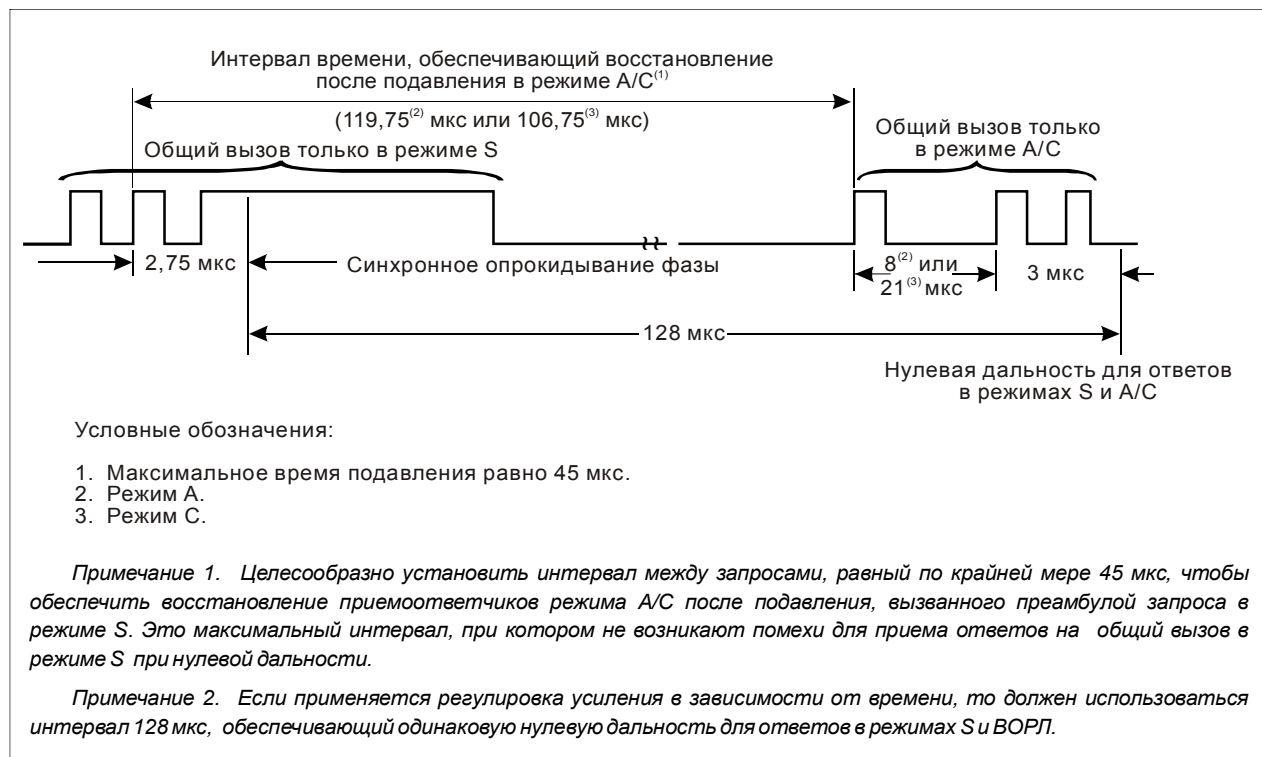 Интервал времени, обеспечивающий восстановление
после подавления в режиме А/С(1)
(119,75(2) мкс или 106,75(3) мкс)
Общий вызов только в режиме S
Общий вызов только
в режиме А/С
2,75 мкс
Синхронное опрокидывание фазы
8(2) или
21(3) мкс
3 мкс
128 мкс
Нулевая дальность для ответов
в режимах S и А/С
Условные обозначения:
1. Максимальное время подавления равно 45 мкс.
2. Режим А.
3. Режим С.
Примечание 1. Целесообразно установить интервал между запросами, равный по крайней мере 45 мкс, чтобы
обеспечить восстановление приемоответчиков режима А/С после подавления, вызванного преамбулой запроса в
режиме S. Это максимальный интервал, при котором не возникают помехи для приема ответов на общий вызов в
режиме S при нулевой дальности.
Примечание 2. Если применяется регулировка усиления в зависимости от времени, то должен использоваться
интервал 128 мкс, обеспечивающий одинаковую нулевую дальность для ответов в режимах S и ВОРЛ.